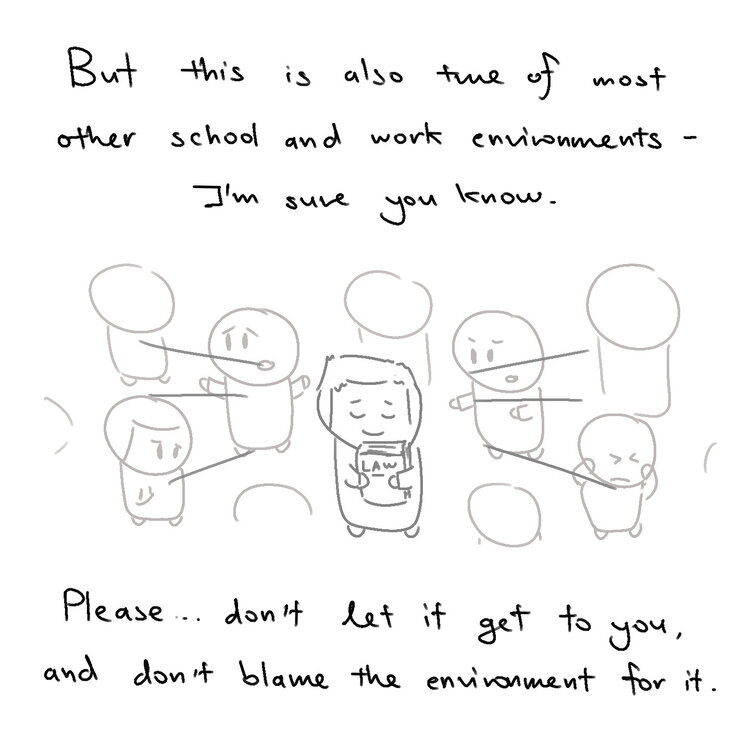 But this is also true of most
other school and work environments -
I'm sure you know.
LAW
Please... don't let it get to you,
and don't blame the environment for it.